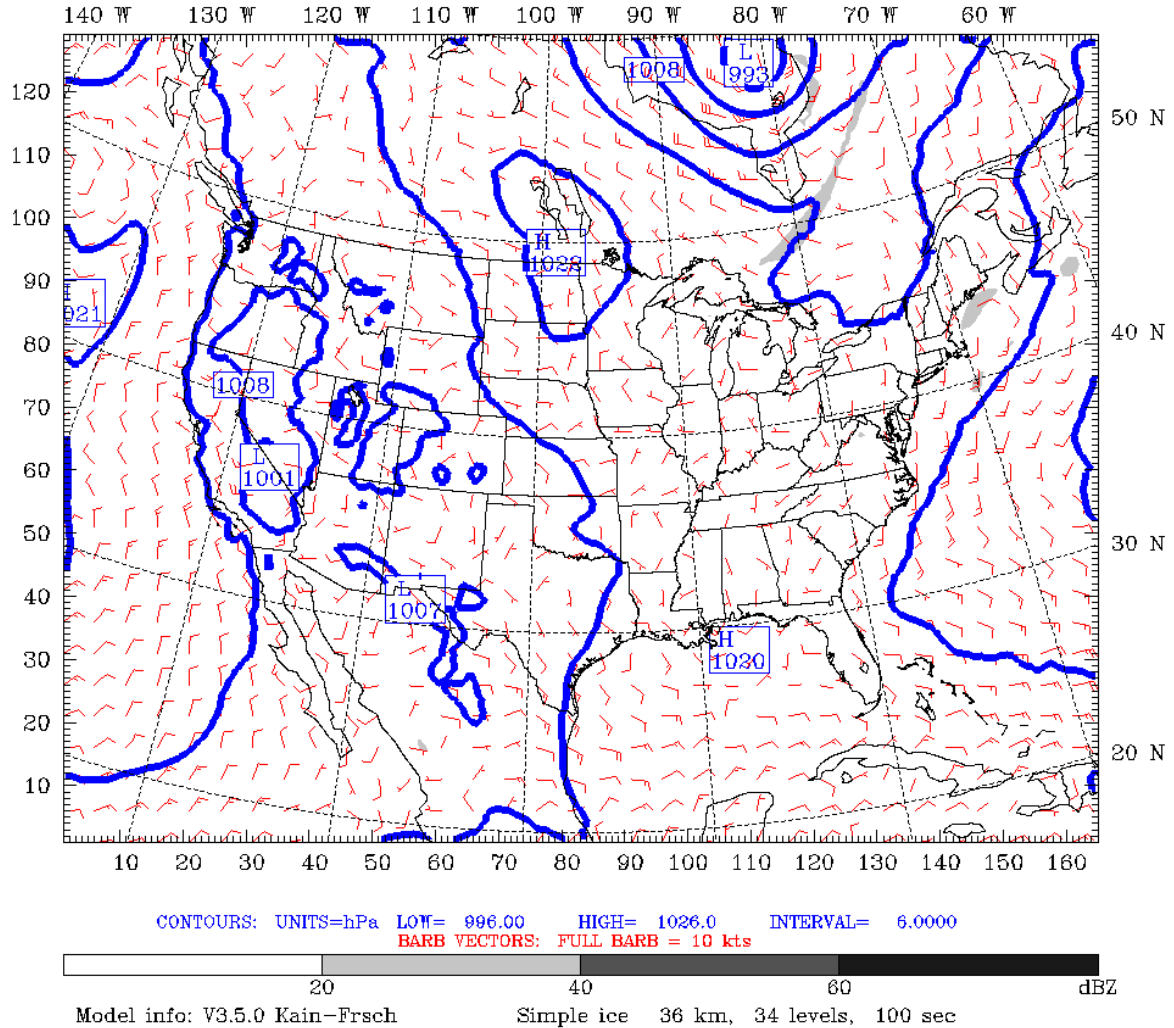 140 W 130 W 120 W 110 W 100 W 90 W 80 W 70 W 60 W
L
993
1008
120
50 N
110
100
H
1022
90
021
40 N
80
1008
70
60
L
1001
50
30 N
40
L
1007
H
1020
30
20
20 N
10
10 20 30 40 50 60 70 80 90 100 110 120 130 140 150 160
CONTOURS: UNITS=hPa LOW= 996.00 HIGH= 1026.0 INTERVAL= 6.0000
BARB VECTORS: FULL BARB = 10 kts
20 40 60 dBZ
Model info: V3.5.0 Kain-Frsch Simple ice 36 km, 34 levels, 100 sec